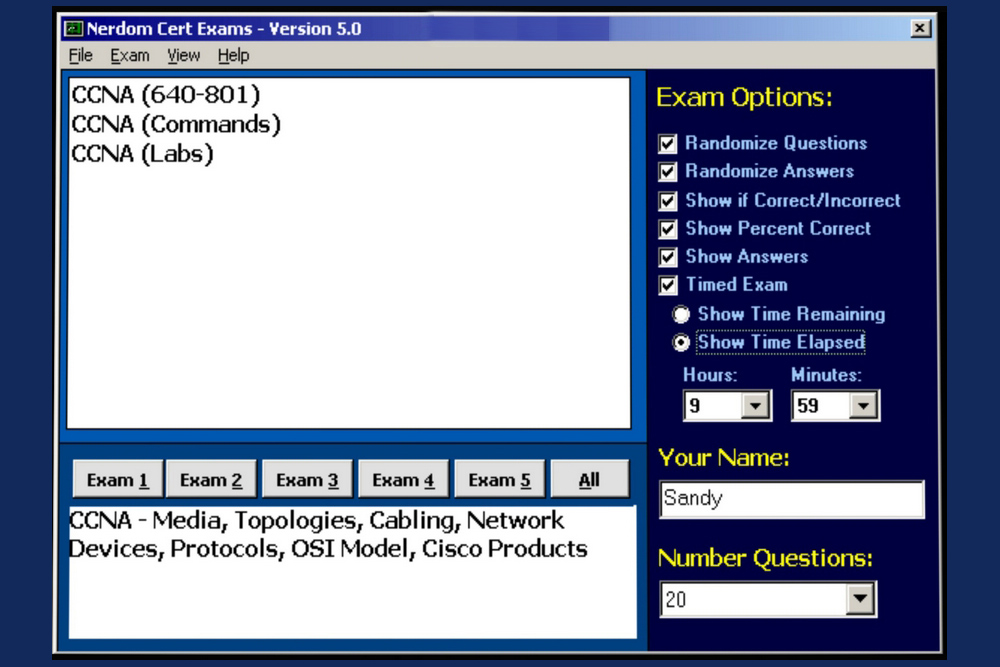 Nerdom Cert Exams - Version 5.0
File Exam View Help
CCNA (640-801)
CCNA (Commands)
CCNA (Labs)
Exam 1 Exam 2 Exam 3 Exam 4 Exam 5 All
CCNA - Media, Topologies, Cabling, Network
Devices, Protocols, OSI Model, Cisco Products
Exam Options:
Randomize Questions
Randomize Answers
Show if Correct/Incorrect
Show Percent Correct
Show Answers
Timed Exam
Show Time Remaining
Show Time Elapsed
Hours: Minutes:
9 59
Your Name:
Sandy
Number Questions:
20